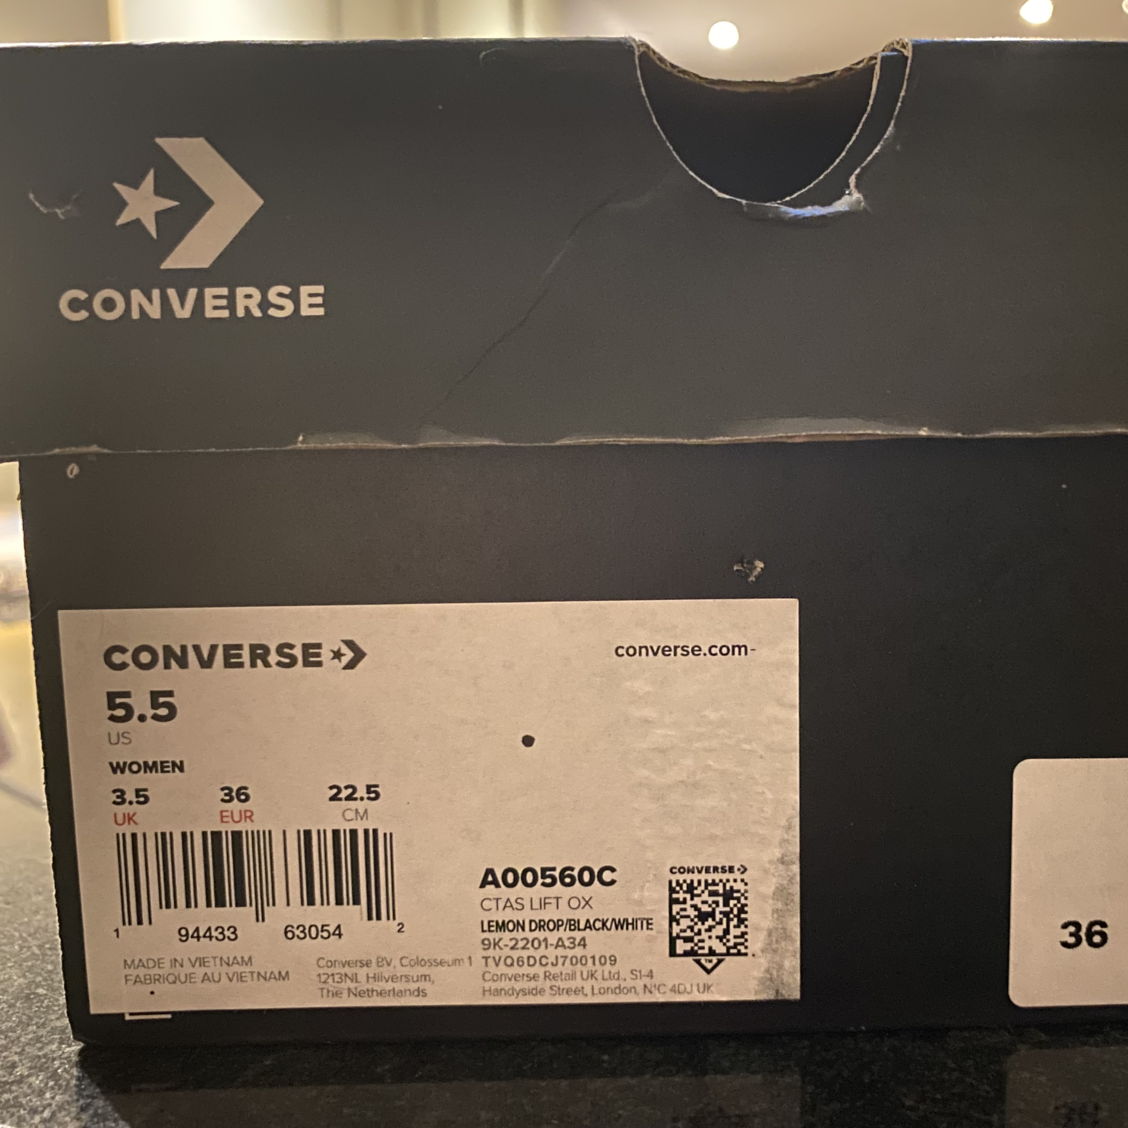 CONVERSE
CONVERSE
converse.com
5.5
US
WOMEN
3.5 36 22.5
UK EUR CM
1 94433 63054 2
A00560C
CTAS LIFT OX
LEMON DROP/BLACK/WHITE
9K-2201-A34
TVQ6DCJ700109
Converse Retail UK Ltd., S1-4
Handyside Street, London, N1C 4DJ UK
CONVERSE
MADE IN VIETNAM
FABRIQUE AU VIETNAM
Converse BV, Colosseum 1
1213NL Hilversum,
The Netherlands
36